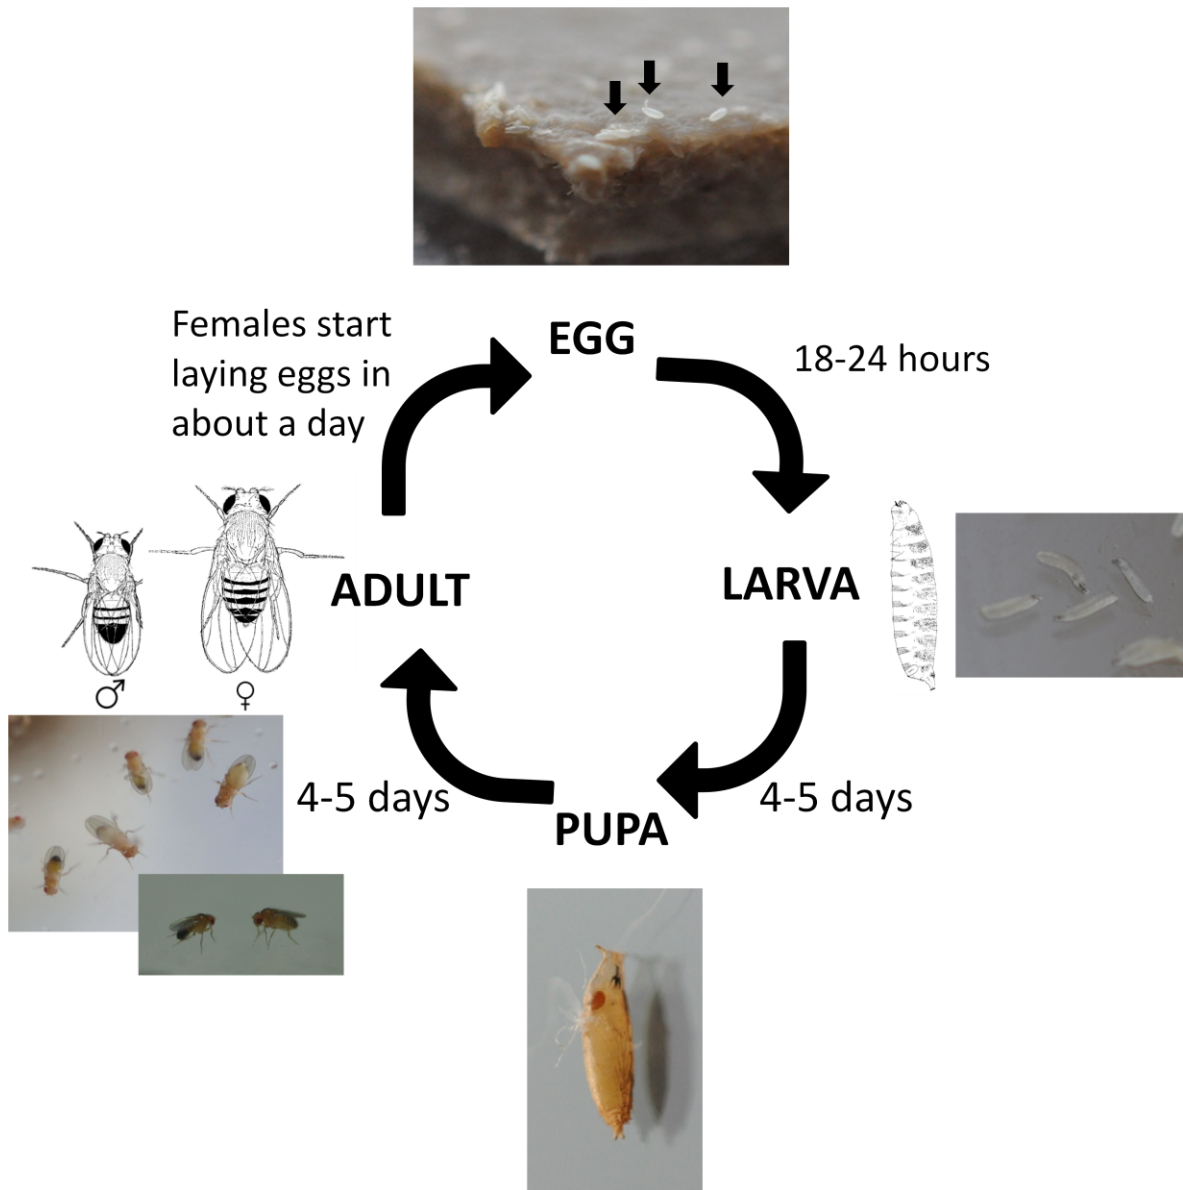 EGG
Females start
laying eggs in
about a day
18-24 hours
ADULT
LARVA
♂
♀
4-5 days
4-5 days
PUPA